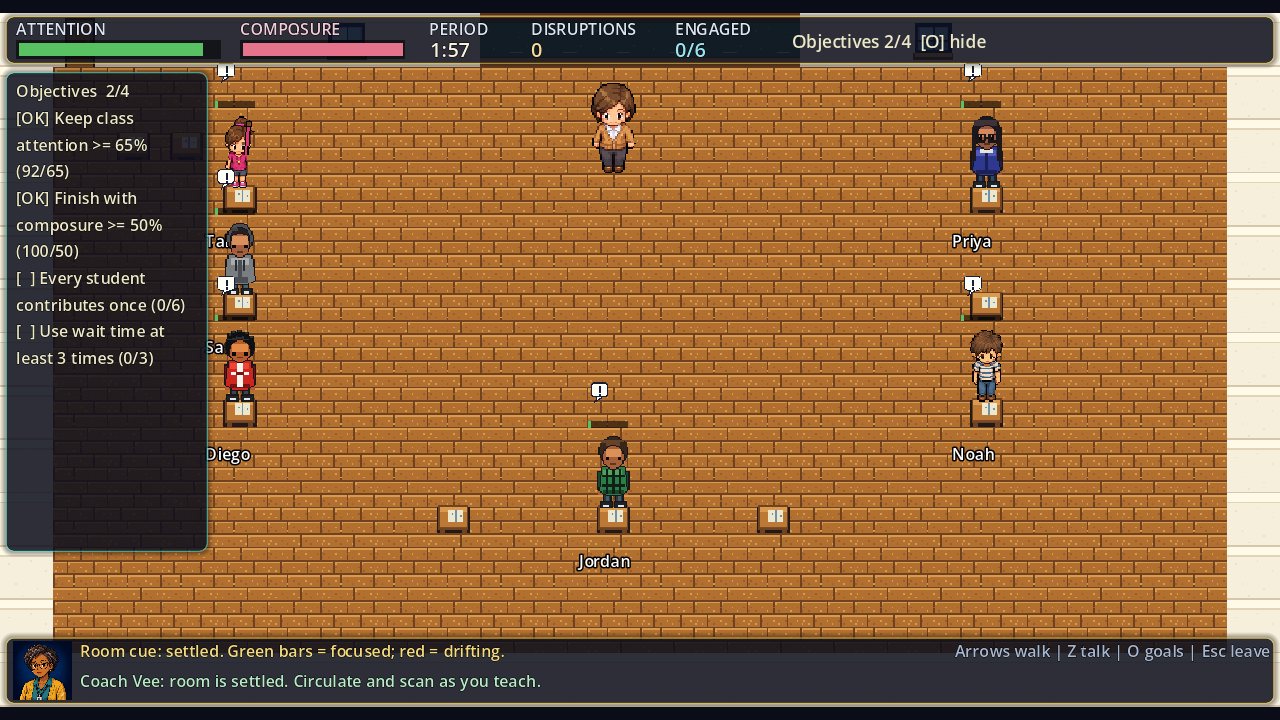 ATTENTION
COMPOSURE
PERIOD
1:57
DISRUPTIONS
0
ENGAGED
0/6
Objectives 2/4 [O] hide
Objectives 2/4
[OK] Keep class
attention >= 65%
(92/65)
[OK] Finish with
composure >= 50%
(100/50)
[ ] Every student
contributes once (0/6)
[ ] Use wait time at
least 3 times (0/3)
!
!
!
!
!
!
Ta
Priya
Sa
Diego
Noah
Jordan
Room cue: settled. Green bars = focused; red = drifting.
Arrows walk | Z talk | O goals | Esc leave
Coach Vee: room is settled. Circulate and scan as you teach.